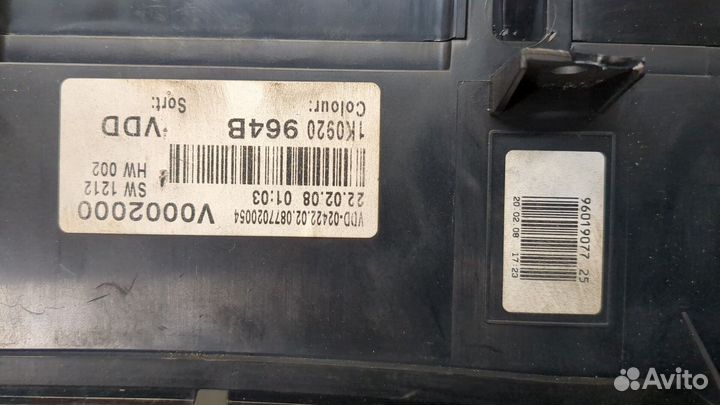 VDD-02422.02.0877020054
22.02.08 01:03
1K0920 964B
Colour:
V0002000
SW 1212
HW 002
VDD
Sort:
96019077 25
20 02 08 17:23
Avito